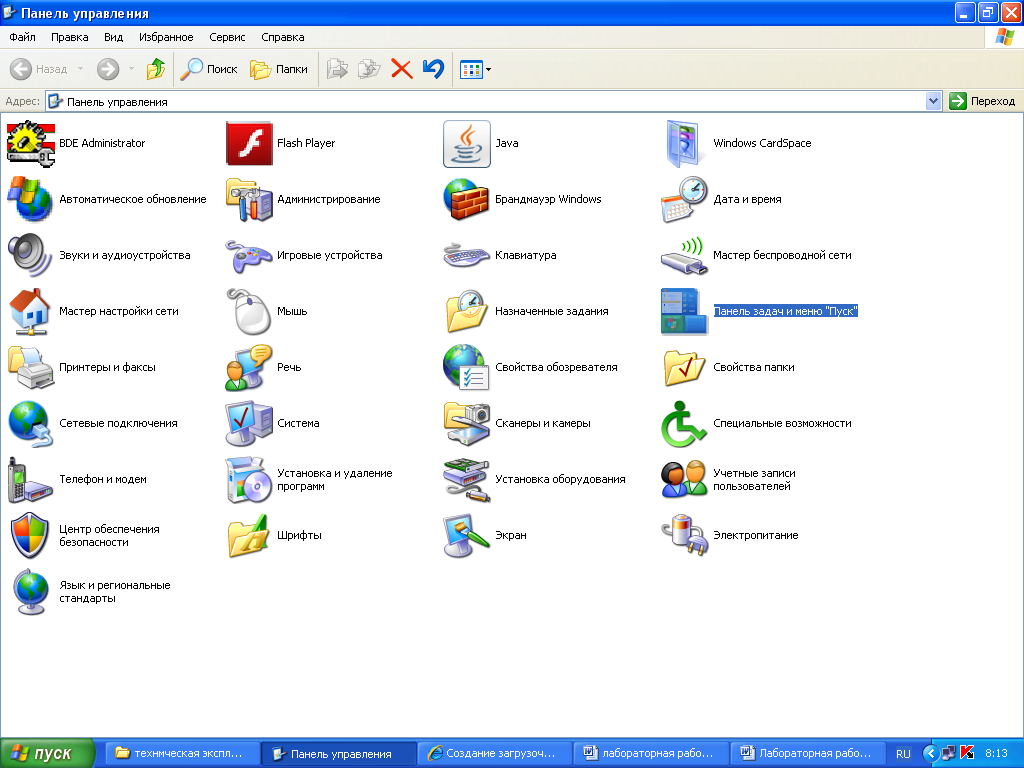 Панель управления
Файл Правка Вид Избранное Сервис Справка
Назад Поиск Папки
Адрес: Панель управления Переход
BDE Administrator Flash Player Java Windows CardSpace
Автоматическое обновление Администрирование Брандмауэр Windows Дата и время
Звуки и аудиоустройства Игровые устройства Клавиатура Мастер беспроводной сети
Мастер настройки сети Мышь Назначенные задания Панель задач и меню "Пуск"
Принтеры и факсы Речь Свойства обозревателя Свойства папки
Сетевые подключения Система Сканеры и камеры Специальные возможности
Телефон и модем
Установка и удаление
программ
Установка оборудования
Учетные записи
пользователей
Центр обеспечения
безопасности
Шрифты Экран Электропитание
Язык и региональные
стандарты
пуск технмческая экспл... Панель управления Создание загрузоч... лабораторная рабо... Лабораторная рабо... RU 8:13